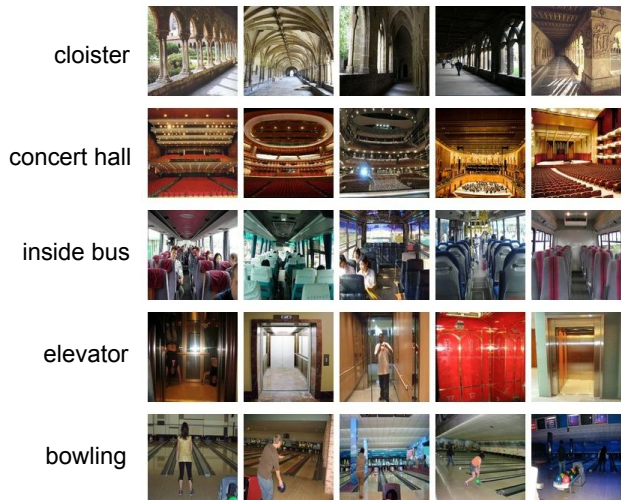 cloister
concert hall
inside bus
elevator
bowling